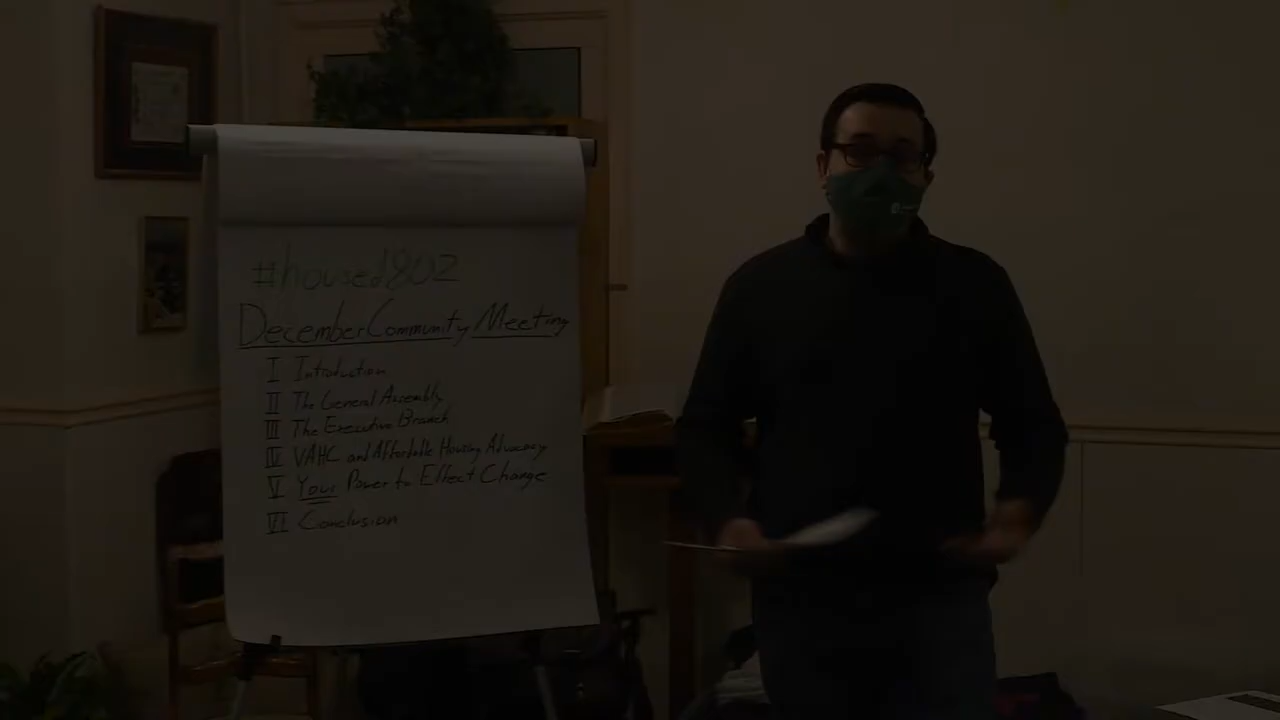 #housed802
December Community Meeting
I Introduction
II The General Assembly
III The Executive Branch
IV VAHC and Affordable Housing Advocacy
V Your Power to Effect Change
VI Conclusion